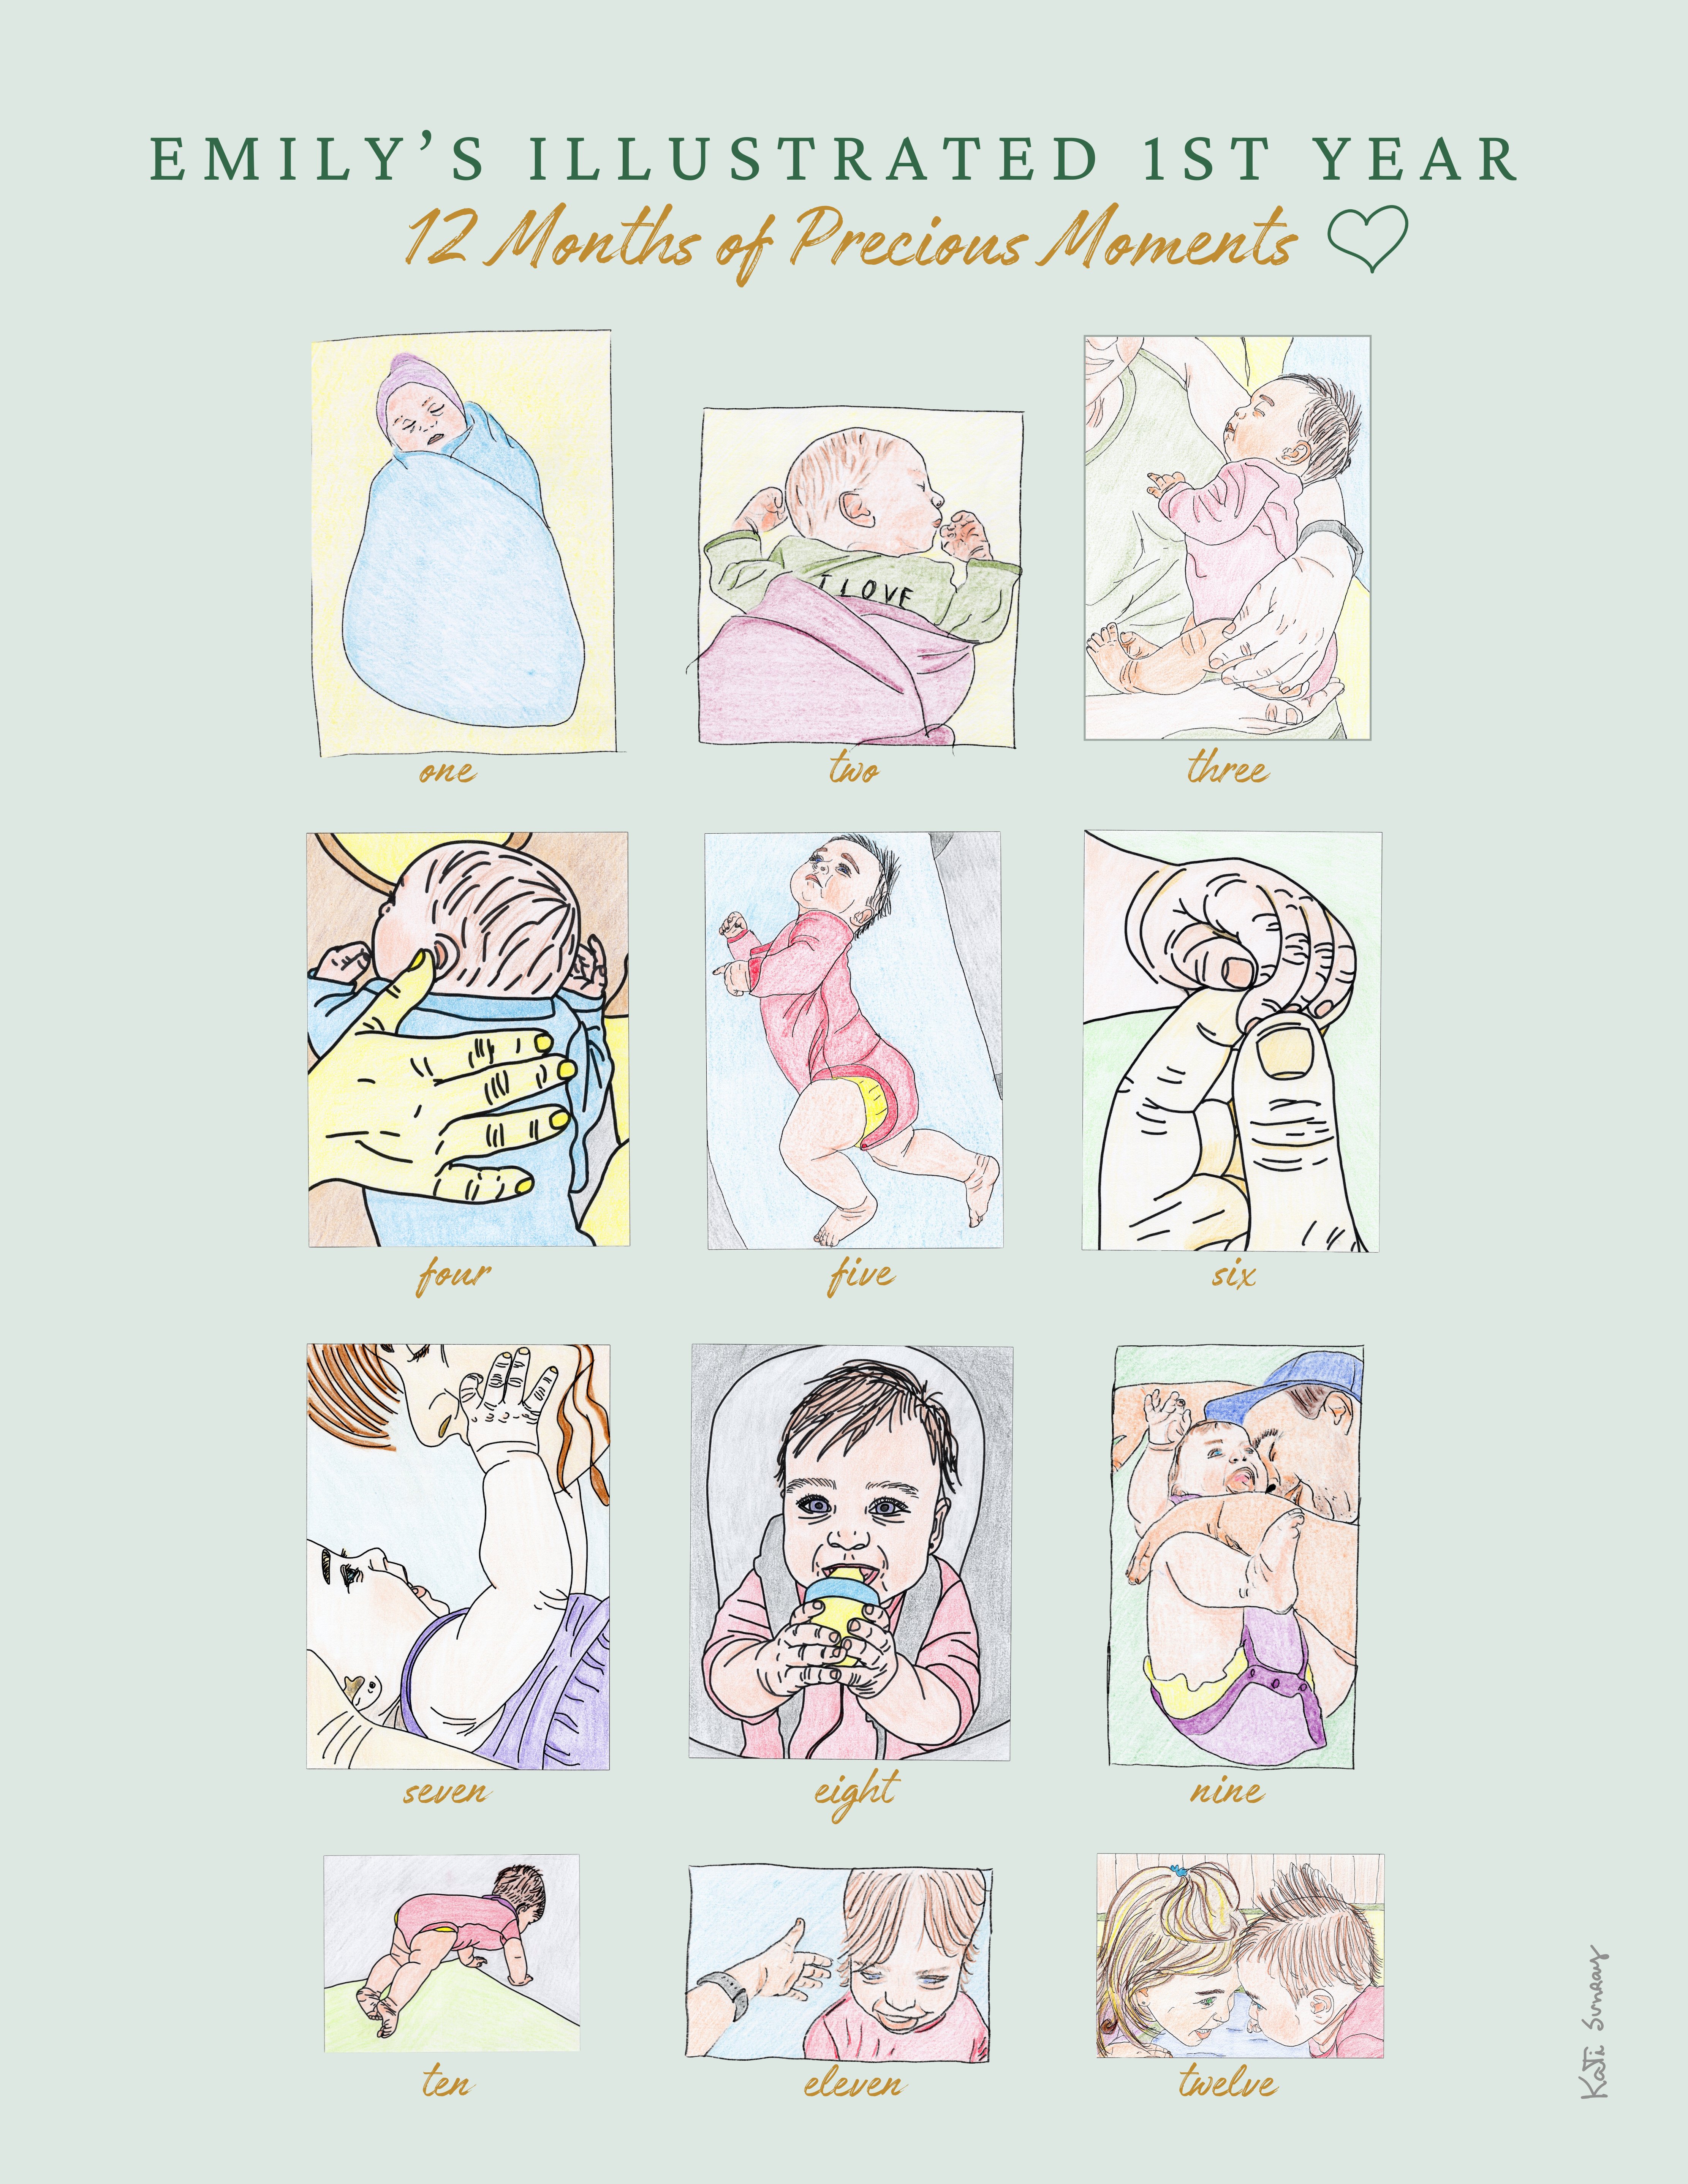 EMILY’S ILLUSTRATED 1ST YEAR
12 Months of Precious Moments
I LOVE
one
two
three
four
five
six
seven
eight
nine
ten
eleven
twelve
Kati